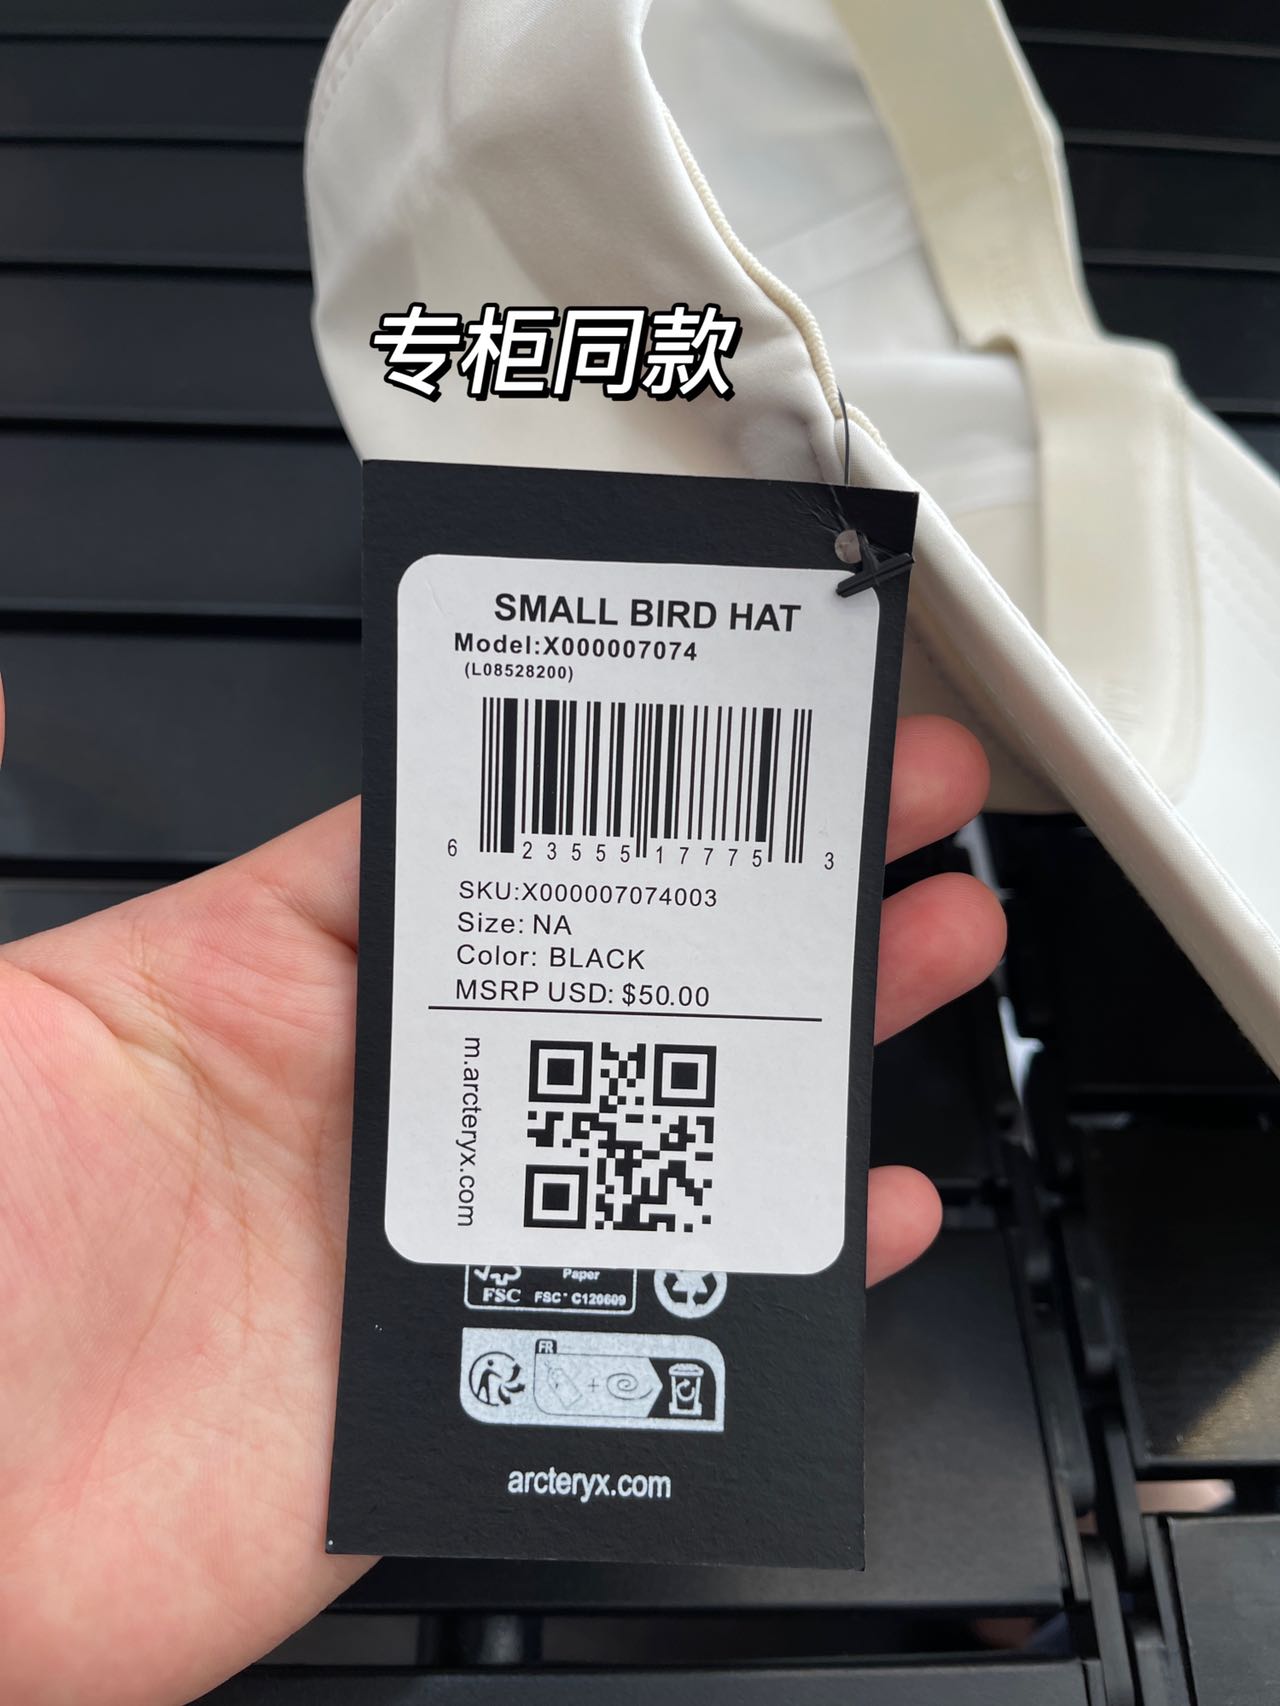 专柜同款
SMALL BIRD HAT
Model:X000007074
(L08528200)
6 23555 17775 3
SKU:X000007074003
Size: NA
Color: BLACK
MSRP USD: $50.00
m.arcteryx.com
Paper
FSC FSC® C120609
FR
arcteryx.com